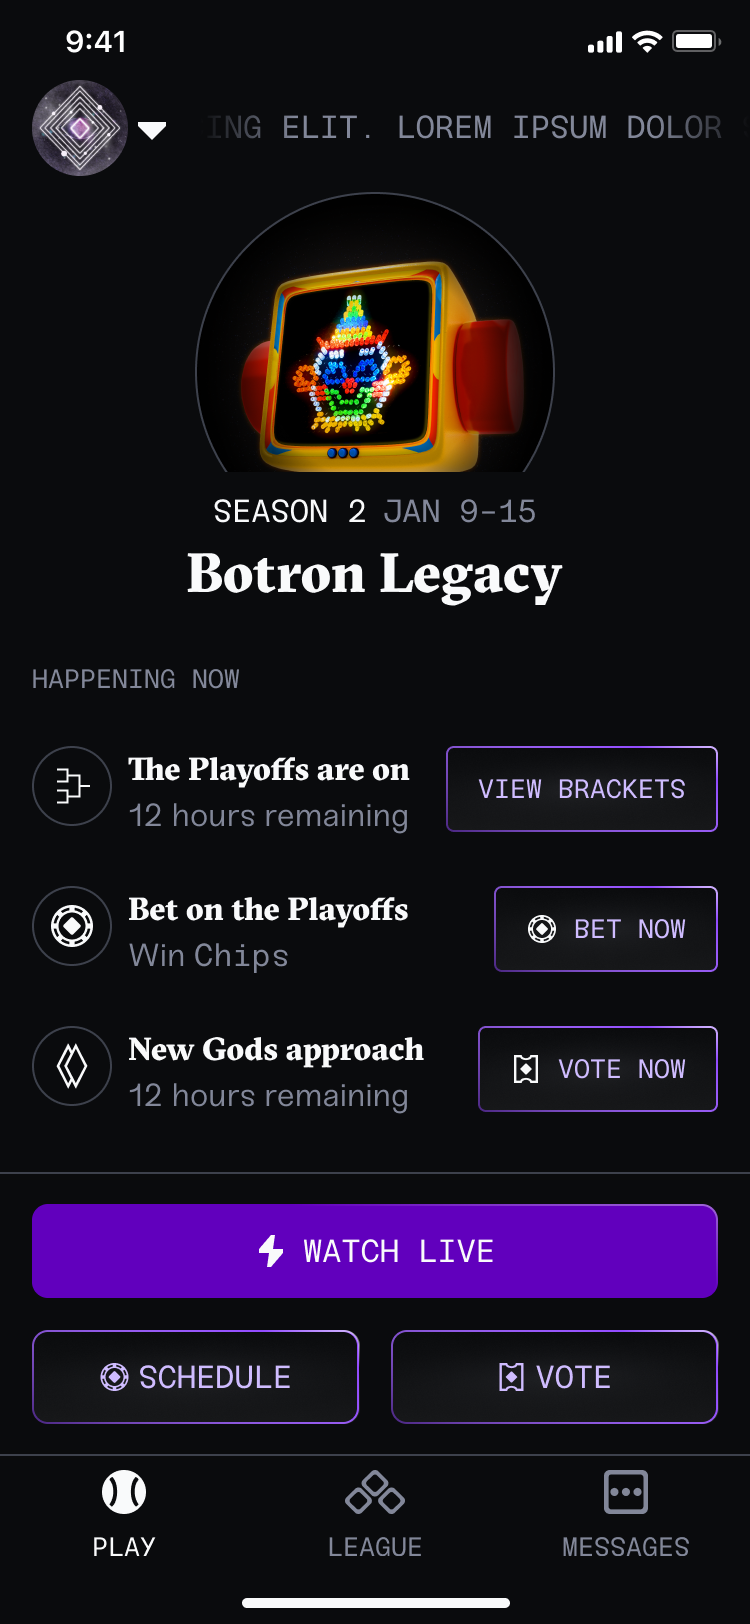 9:41
ING ELIT. LOREM IPSUM DOLOR
SEASON 2 JAN 9–15
Botron Legacy
HAPPENING NOW
The Playoffs are on
12 hours remaining
VIEW BRACKETS
Bet on the Playoffs
Win Chips
BET NOW
New Gods approach
12 hours remaining
VOTE NOW
WATCH LIVE
SCHEDULE
VOTE
PLAY
LEAGUE
MESSAGES